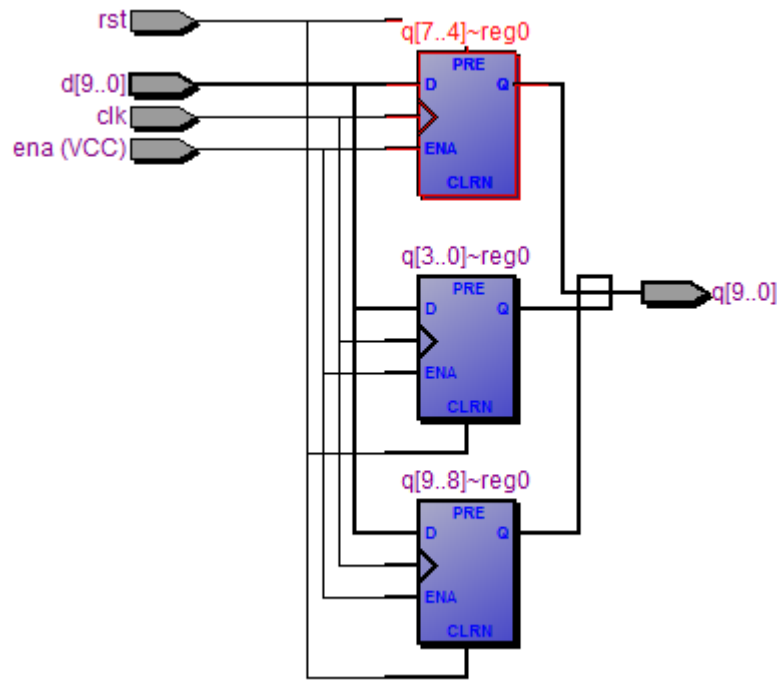 rst
d[9..0]
clk
ena (VCC)
q[7..4]~reg0
PRE
D
Q
ENA
CLRN
q[3..0]~reg0
PRE
D
Q
ENA
CLRN
q[9..8]~reg0
PRE
D
Q
ENA
CLRN
q[9..0]